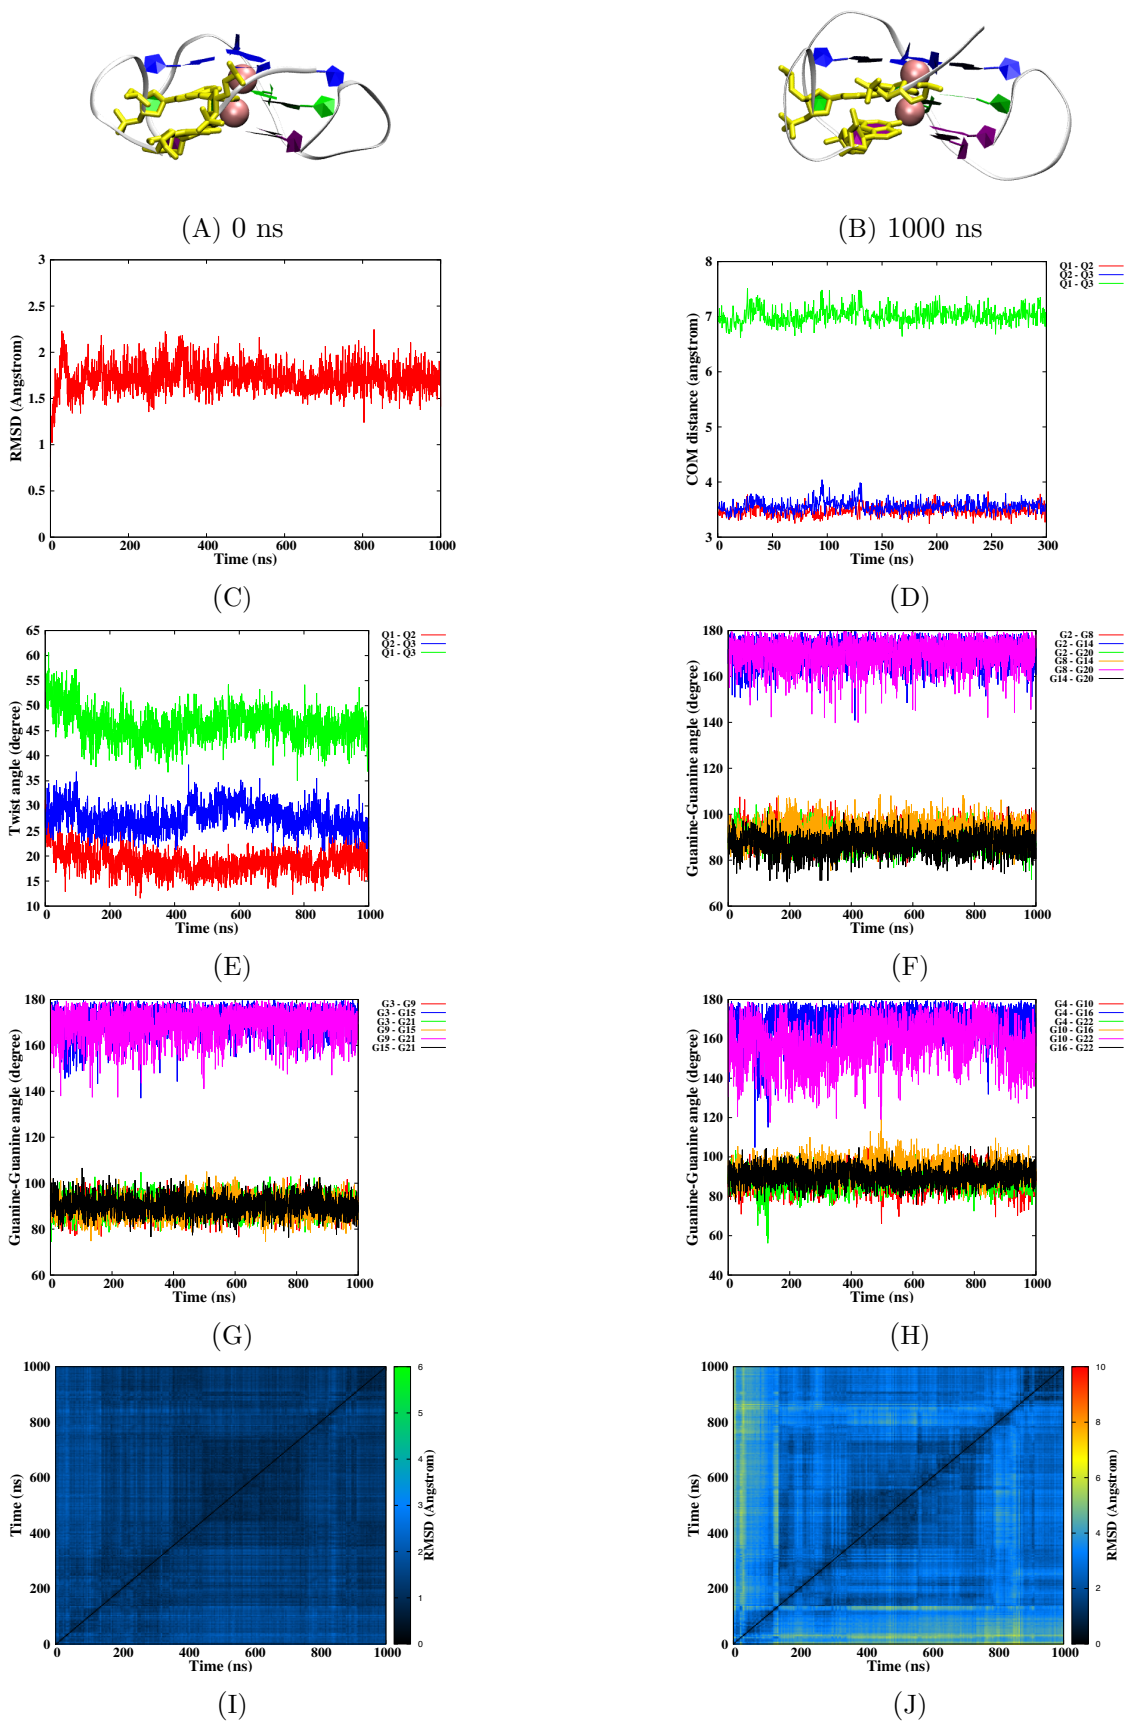 (A) 0 ns
(B) 1000 ns
3
2.5
2
1.5
1
0.5
0
RMSD (Angstrom)
0 200 400 600 800 1000
Time (ns)
(C)
8
7
6
5
4
3
COM distance (angstrom)
0 50 100 150 200 250 300
Time (ns)
Q1 - Q2
Q2 - Q3
Q1 - Q3
(D)
65
60
55
50
45
40
35
30
25
20
15
10
Twist angle (degree)
0 200 400 600 800 1000
Time (ns)
Q1 - Q2
Q2 - Q3
Q1 - Q3
(E)
180
160
140
120
100
80
60
Guanine-Guanine angle (degree)
0 200 400 600 800 1000
Time (ns)
G2 - G8
G2 - G14
G2 - G20
G8 - G14
G8 - G20
G14 - G20
(F)
180
160
140
120
100
80
60
Guanine-Guanine angle (degree)
0 200 400 600 800 1000
Time (ns)
G3 - G9
G3 - G15
G3 - G21
G9 - G15
G9 - G21
G15 - G21
(G)
180
160
140
120
100
80
60
40
Guanine-Guanine angle (degree)
0 200 400 600 800 1000
Time (ns)
G4 - G10
G4 - G16
G4 - G22
G10 - G16
G10 - G22
G16 - G22
(H)
1000
800
600
400
200
0
Time (ns)
0 200 400 600 800 1000
Time (ns)
6
5
4
3
2
1
0
RMSD (Angstrom)
(I)
1000
800
600
400
200
0
Time (ns)
0 200 400 600 800 1000
Time (ns)
10
8
6
4
2
0
RMSD (Angstrom)
(J)